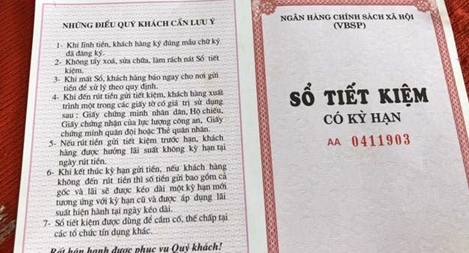 NHỮNG ĐIỀU QUÝ KHÁCH CẦN LƯU Ý
1- Khi lĩnh tiền, khách hàng ký đúng mẫu chữ ký
đã đăng ký.
2- Không tẩy xoá, sửa chữa, làm rách nát Sổ tiết
kiệm.
3- Khi mất Sổ, khách hàng báo ngay cho nơi gửi
tiền để xử lý theo quy định.
4- Khi đến rút tiền gửi tiết kiệm, khách hàng xuất
trình một trong các giấy tờ có giá trị sử dụng
sau : Giấy chứng minh nhân dân, Hộ chiếu,
Giấy chứng nhận của lực lượng công an, Giấy
chứng minh quân đội hoặc Thẻ quân nhân.
5- Nếu rút tiền gửi tiết kiệm trước hạn, khách
hàng được hưởng lãi suất không kỳ hạn tại
ngày rút tiền.
6- Khi kết thúc kỳ hạn gửi tiền, nếu khách hàng
không đến rút tiền thì số tiền gửi bao gồm cả
gốc và lãi sẽ được kéo dài một kỳ hạn mới
tương ứng với kỳ hạn cũ và được áp dụng lãi
suất hiện hành tại ngày kéo dài.
7- Sổ tiết kiệm được dùng để cầm cố, thế chấp tại
các tổ chức tín dụng khác.
Rất hân hạnh được phục vụ Quý khách!
NGÂN HÀNG CHÍNH SÁCH XÃ HỘI
(VBSP)
SỔ TIẾT KIỆM
CÓ KỲ HẠN
AA 0411903